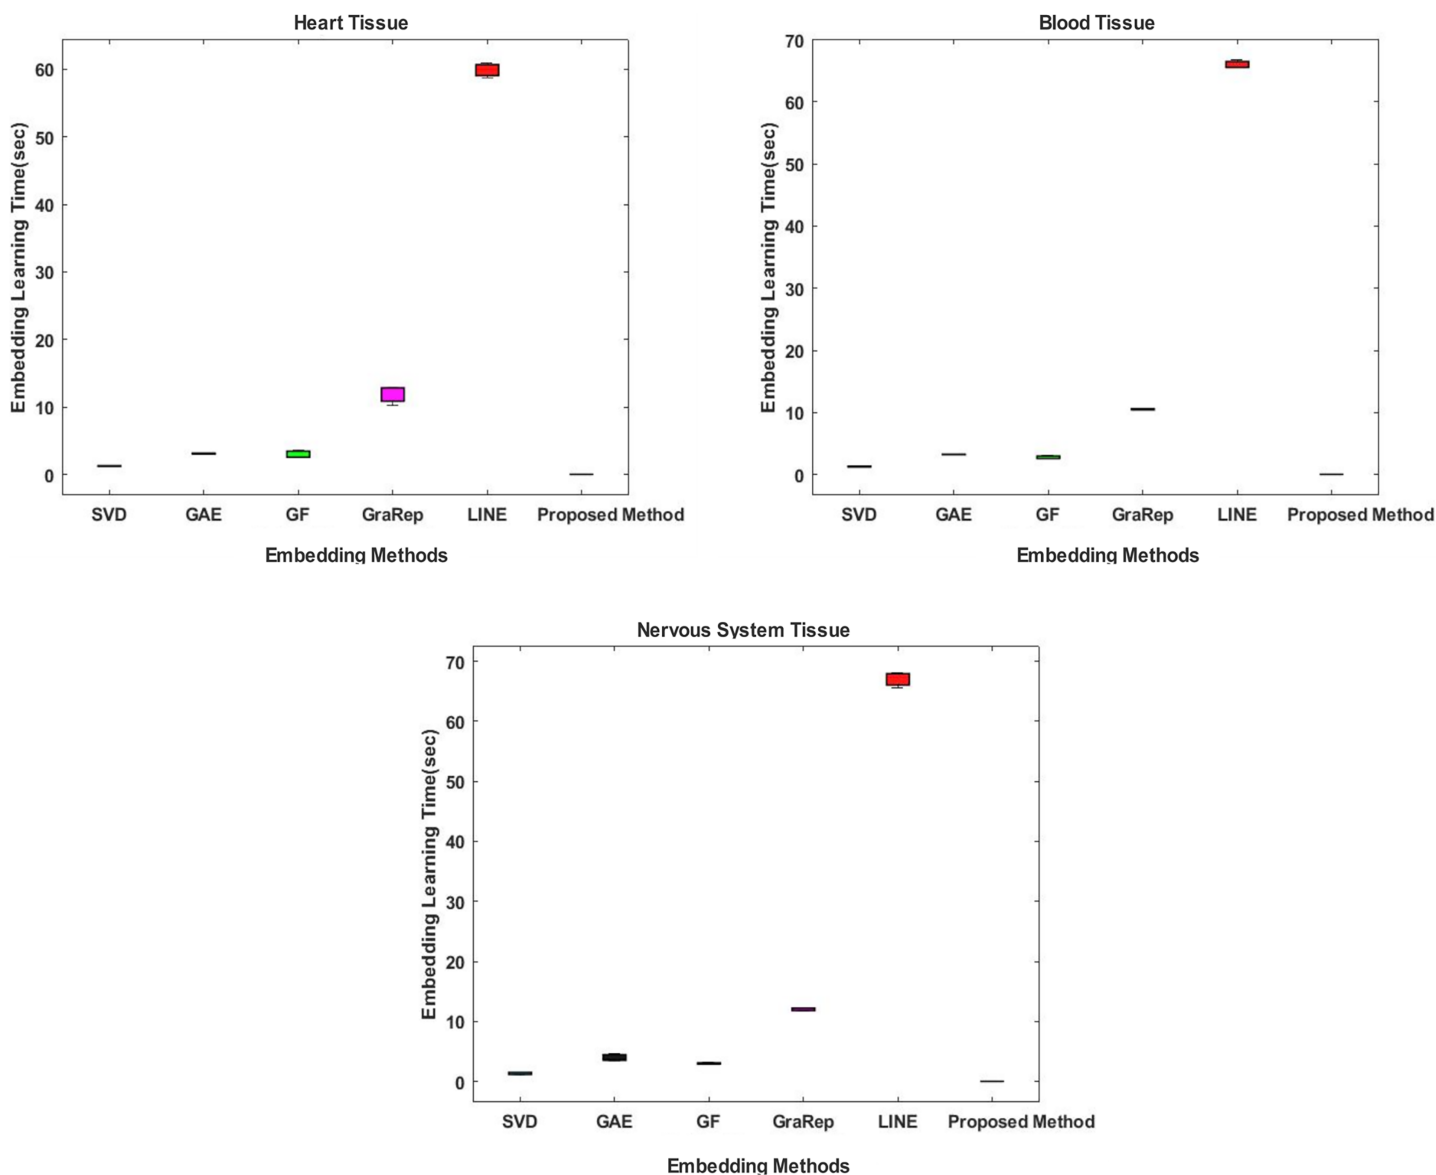 Heart Tissue
Embedding Learning Time(sec)
60
50
40
30
20
10
0
SVD GAE GF GraRep LINE Proposed Method
Embedding Methods
Blood Tissue
Embedding Learning Time(sec)
70
60
50
40
30
20
10
0
SVD GAE GF GraRep LINE Proposed Method
Embedding Methods
Nervous System Tissue
Embedding Learning Time(sec)
70
60
50
40
30
20
10
0
SVD GAE GF GraRep LINE Proposed Method
Embedding Methods